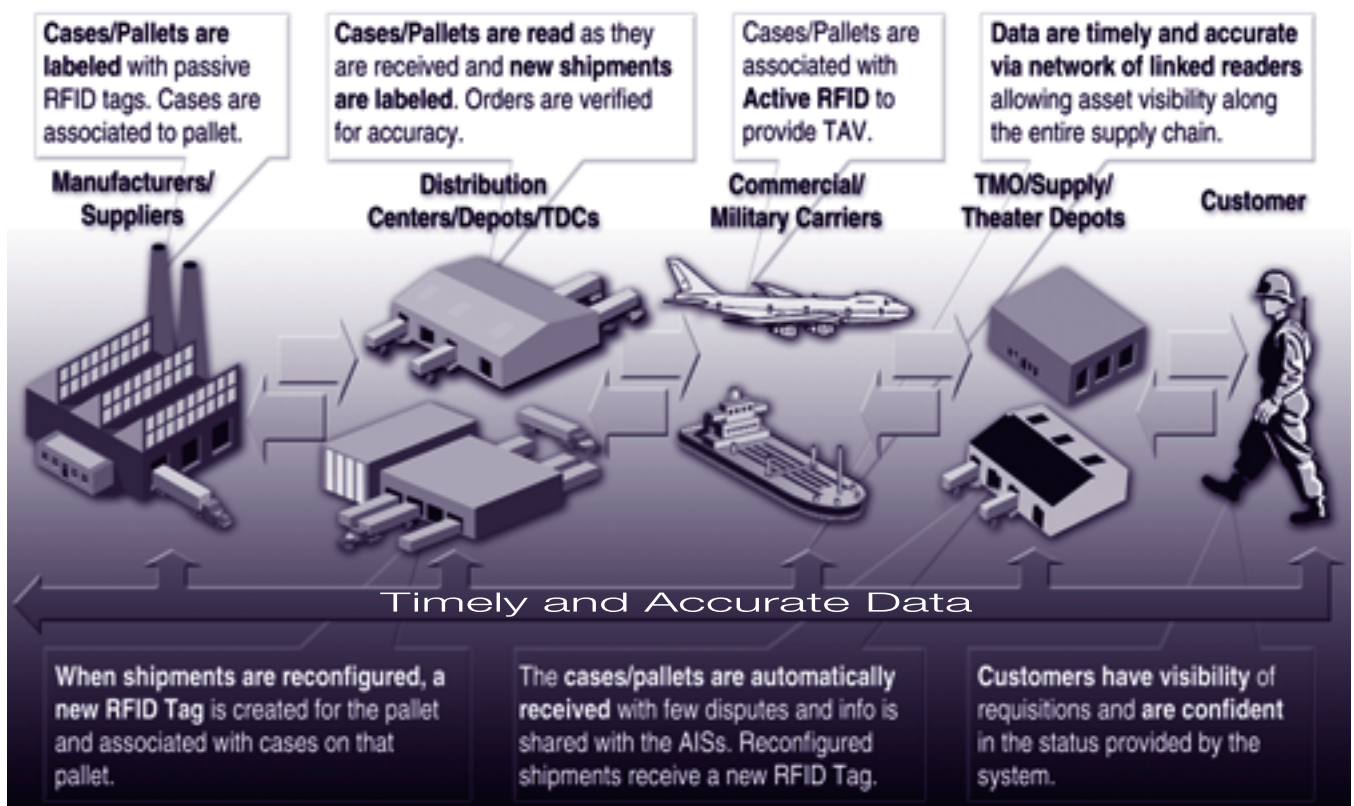 Cases/Pallets are
labeled with passive
RFID tags. Cases are
associated to pallet.
Cases/Pallets are read as they
are received and new shipments
are labeled. Orders are verified
for accuracy.
Cases/Pallets are
associated with
Active RFID to
provide TAV.
Data are timely and accurate
via network of linked readers
allowing asset visibility along
the entire supply chain.
Manufacturers/
Suppliers
Distribution
Centers/Depots/TDCs
Commercial/
Military Carriers
TMO/Supply/
Theater Depots
Customer
Timely and Accurate Data
When shipments are reconfigured, a
new RFID Tag is created for the pallet
and associated with cases on that
pallet.
The cases/pallets are automatically
received with few disputes and info is
shared with the AISs. Reconfigured
shipments receive a new RFID Tag.
Customers have visibility of
requisitions and are confident
in the status provided by the
system.